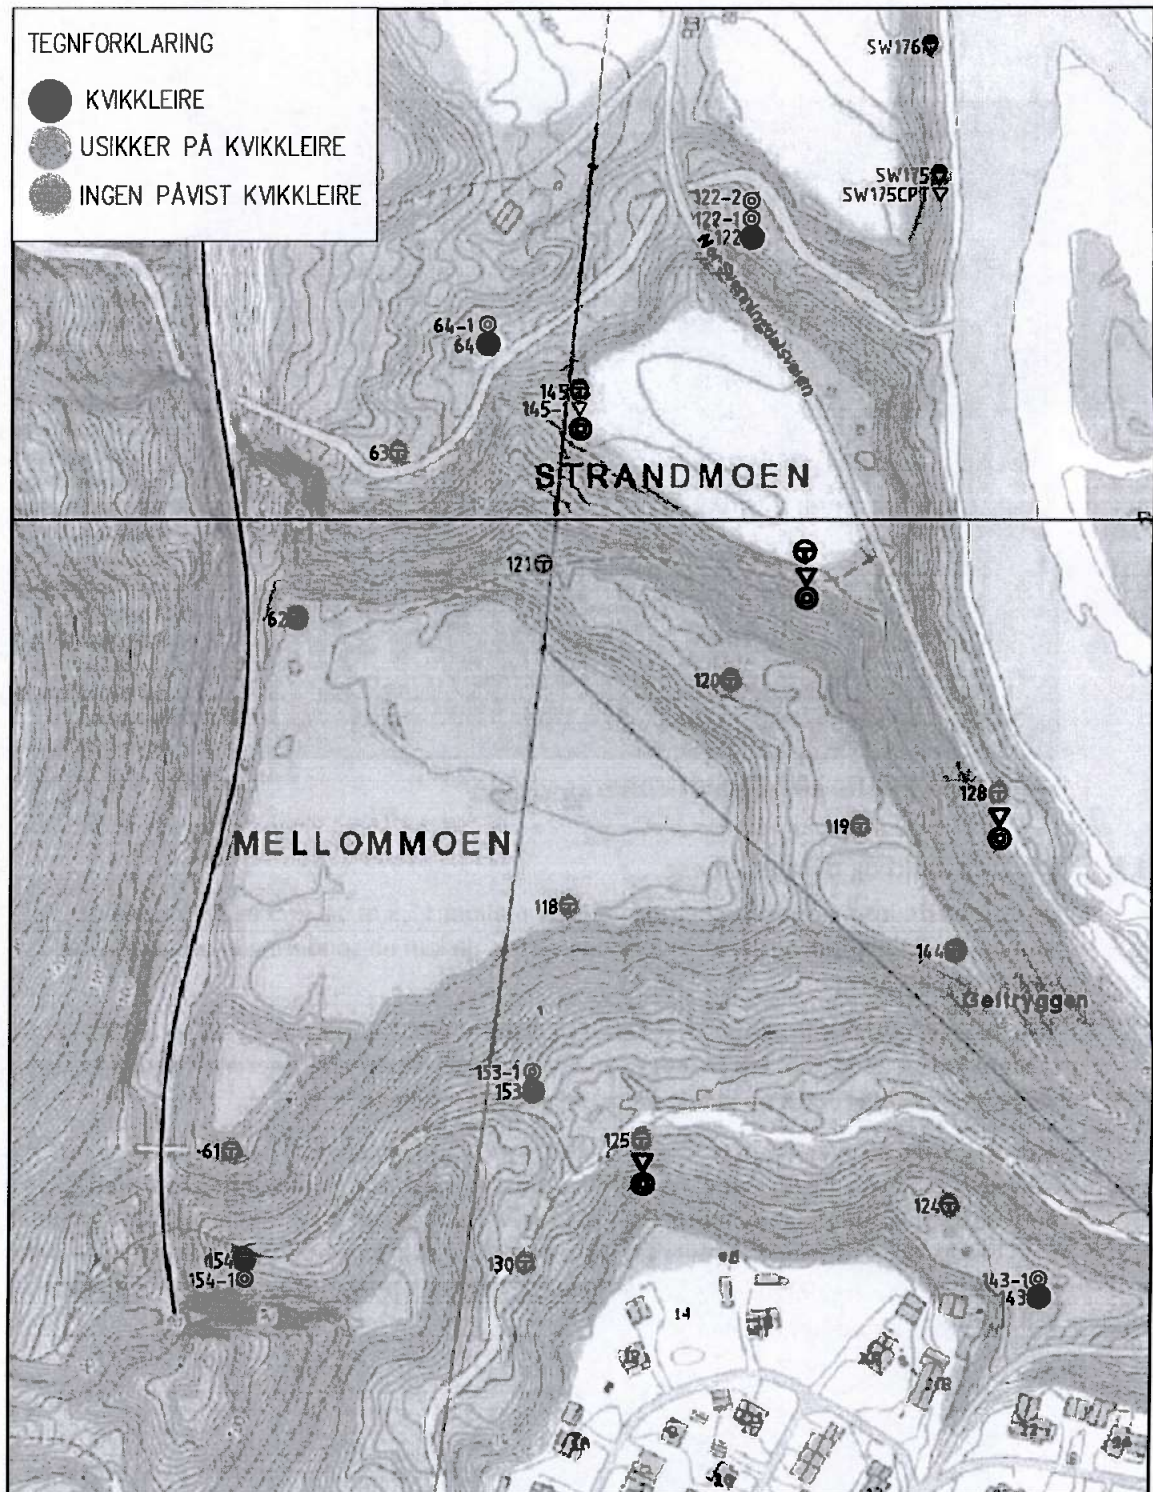 TEGNFORKLARING
KVIKKLEIRE
USIKKER PÅ KVIKKLEIRE
INGEN PÅVIST KVIKKLEIRE
SW176
SW175
SW175CPT
122-2
122-1
122
64-1
64
145
145-1
63
STRANDMOEN
121
62
120
128
119
MELLOMMOEN
118
144
Geitryggen
153-1
153
125
61
124
154
154-1
130
143-1
143
14